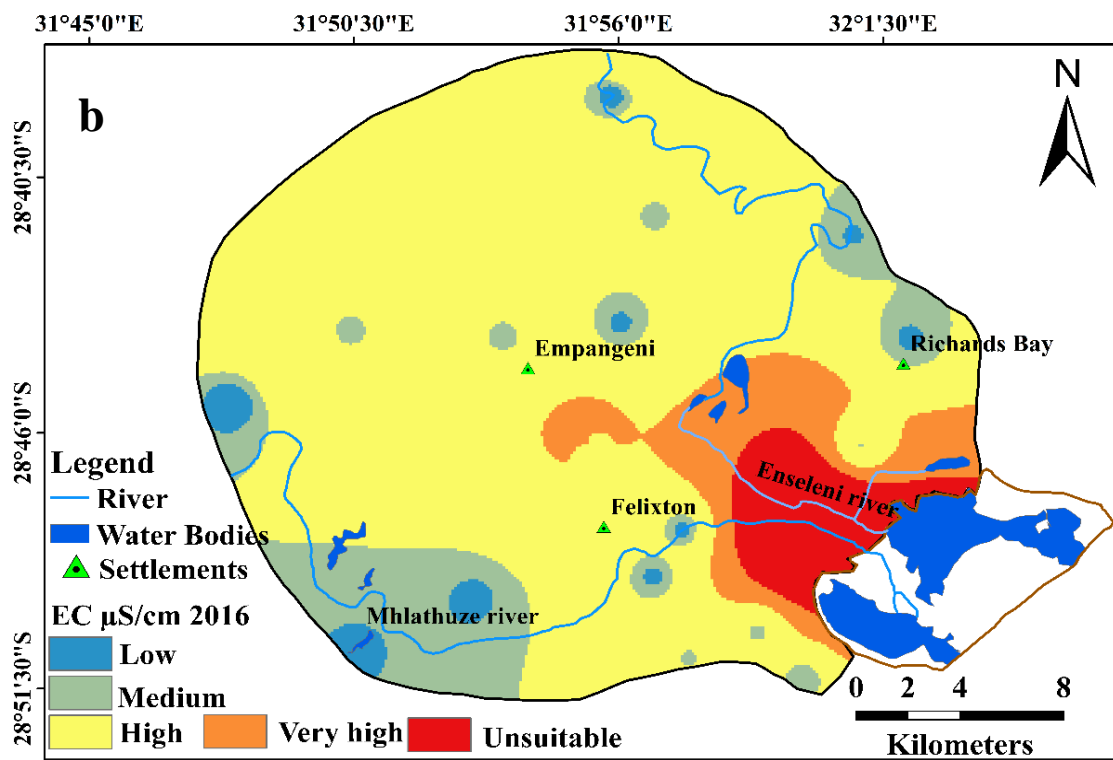 31°45'0"E 31°50'30"E 31°56'0"E 32°1'30"E
b
N
28°40'30"S
Empangeni
Richards Bay
28°46'0"S
Legend
River
Water Bodies
Settlements
Enseleni river
Felixton
EC µS/cm 2016
Mhlathuze river
Low
Medium
High
Very high
Unsuitable
28°51'30"S
0 2 4 8
Kilometers